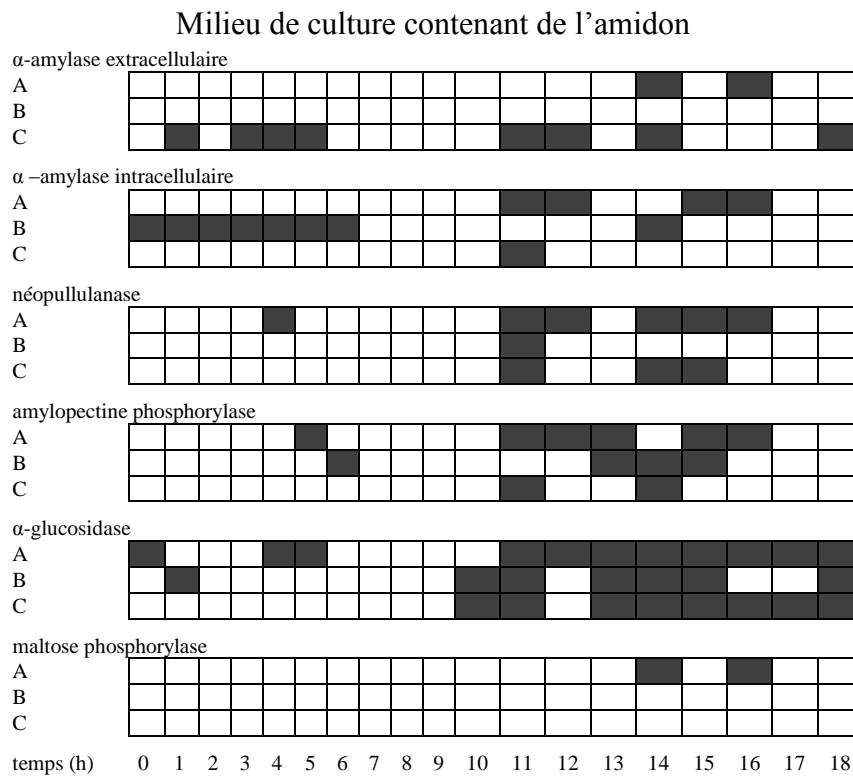 Milieu de culture contenant de l’amidon
α-amylase extracellulaire
A
B
C
α –amylase intracellulaire
A
B
C
néopullulanase
A
B
C
amylopectine phosphorylase
A
B
C
α-glucosidase
A
B
C
maltose phosphorylase
A
B
C
temps (h) 0 1 2 3 4 5 6 7 8 9 10 11 12 13 14 15 16 17 18